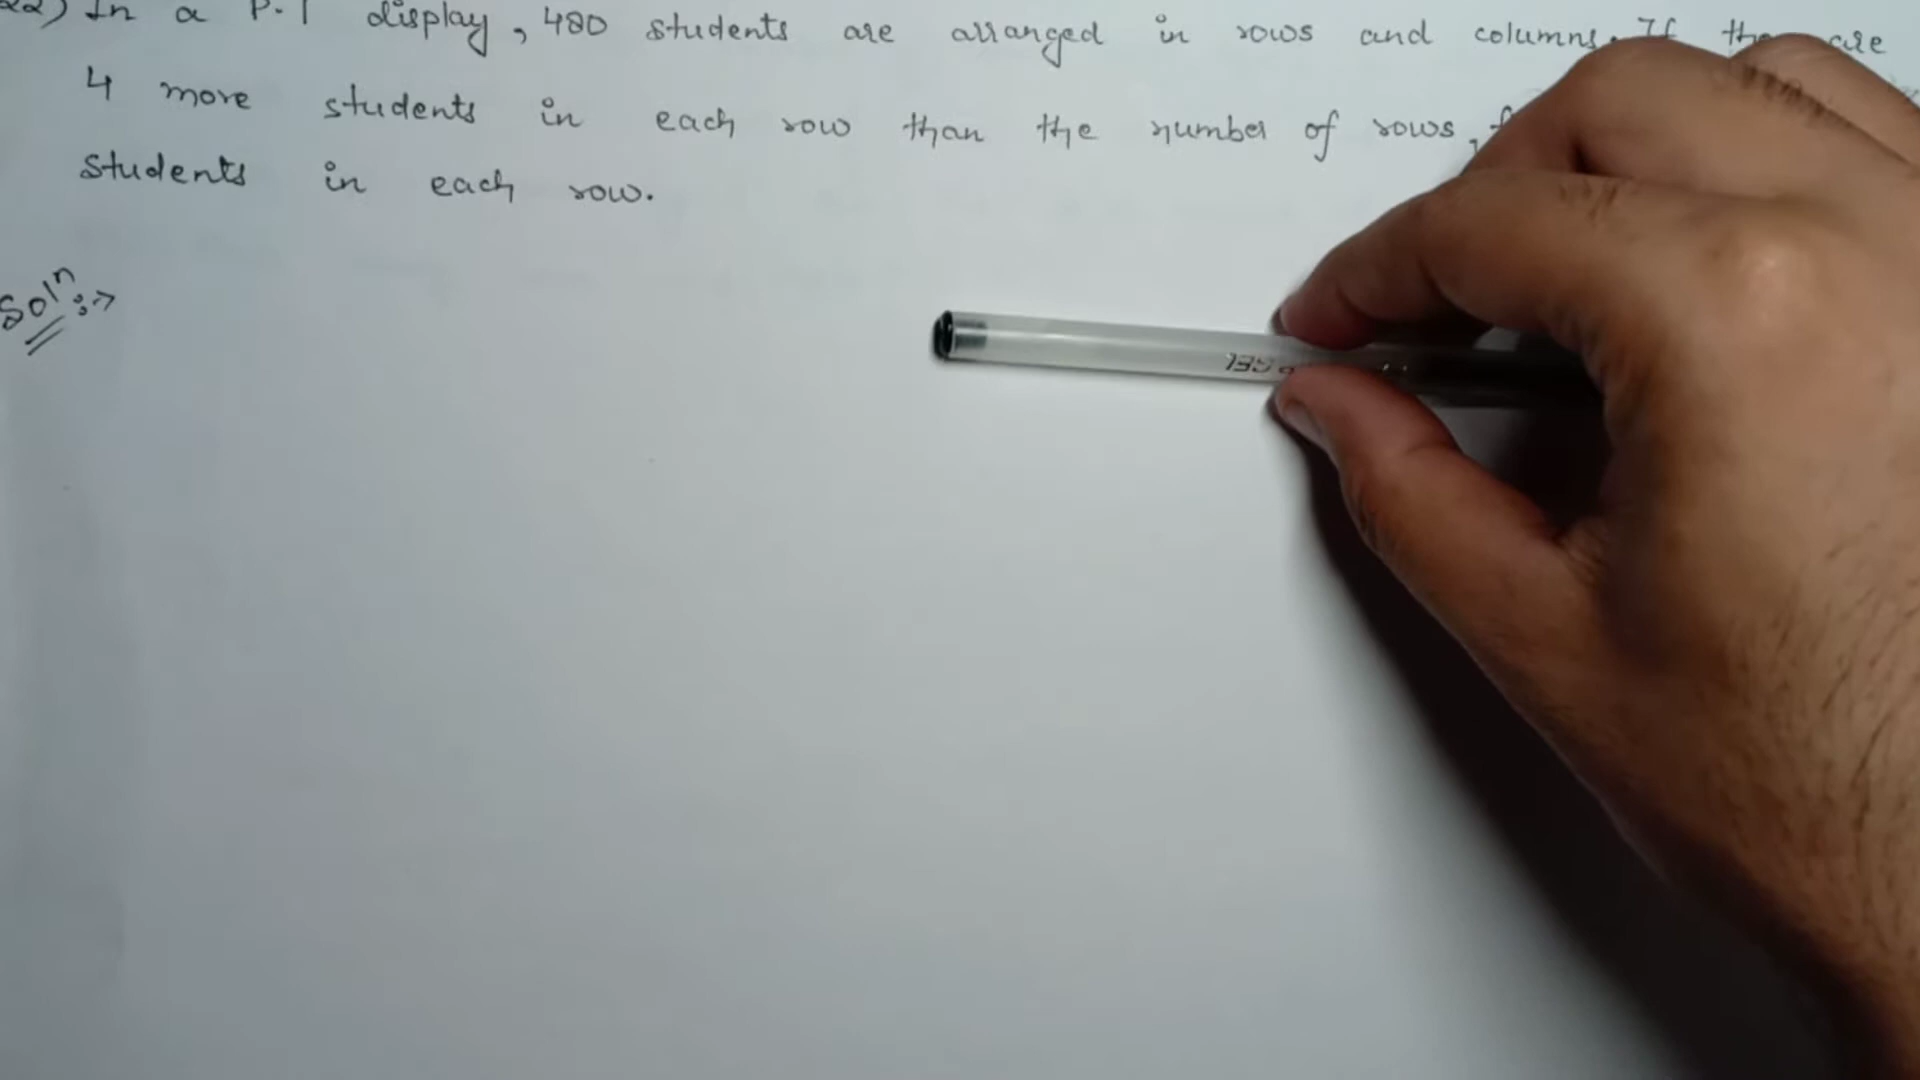 22) In a P.T display, 480 students are arranged in rows and columns. If are
4 more students in each row than the number of rows,
students in each row.
Soln :→
GEL